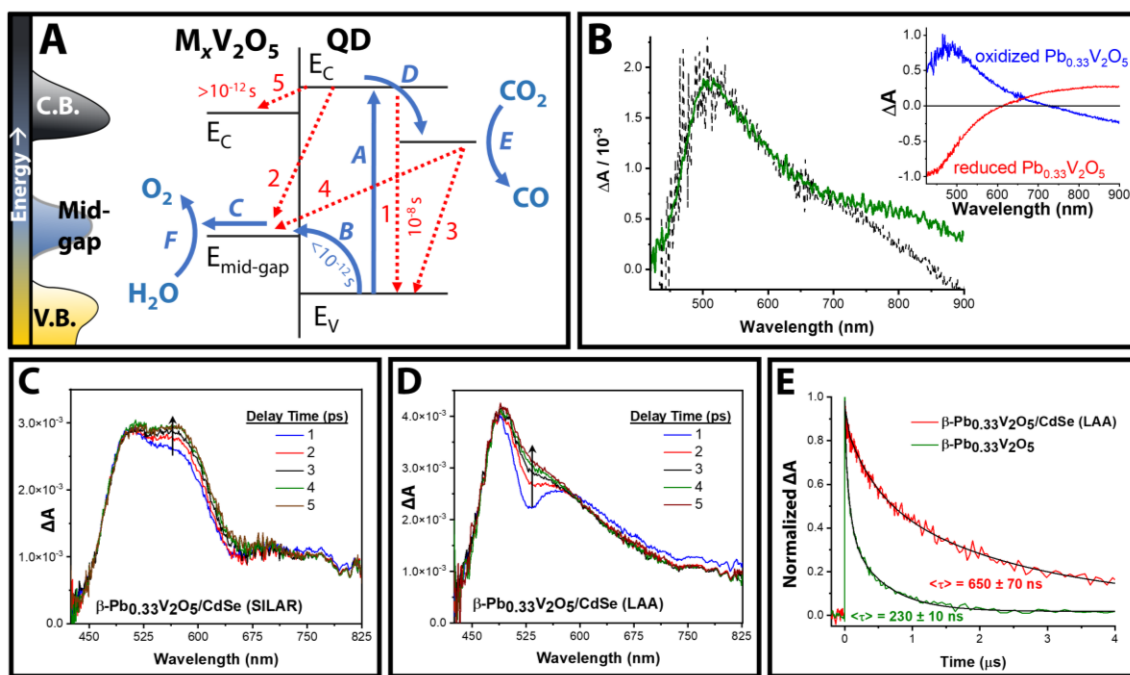 A
MₓV₂O₅ QD
Energy →
C.B.
Mid-
gap
V.B.
E_C
5
>10⁻¹² s
E_C
D
CO₂
E
CO
A
2
4
1
10⁻⁸ s
3
O₂
C
F
H₂O
E_mid-gap
B
<10⁻¹² s
E_V
B
ΔA / 10⁻³
2.0
1.5
1.0
0.5
0.0
500 600 700 800 900
Wavelength (nm)
ΔA
1.0
0.5
0.0
-0.5
-1.0
oxidized Pb₀.₃₃V₂O₅
reduced Pb₀.₃₃V₂O₅
500 600 700 800 900
Wavelength (nm)
C
ΔA
3.0×10⁻³
2.0×10⁻³
1.0×10⁻³
0.0
Delay Time (ps)
1
2
3
4
5
β-Pb₀.₃₃V₂O₅/CdSe (SILAR)
450 525 600 675 750 825
Wavelength (nm)
D
ΔA
4.0×10⁻³
3.0×10⁻³
2.0×10⁻³
1.0×10⁻³
0.0
Delay Time (ps)
1
2
3
4
5
β-Pb₀.₃₃V₂O₅/CdSe (LAA)
450 525 600 675 750 825
Wavelength (nm)
E
Normalized ΔA
1.0
0.8
0.6
0.4
0.2
0.0
β-Pb₀.₃₃V₂O₅/CdSe (LAA)
β-Pb₀.₃₃V₂O₅
<τ> = 650 ± 70 ns
<τ> = 230 ± 10 ns
0 1 2 3 4
Time (μs)